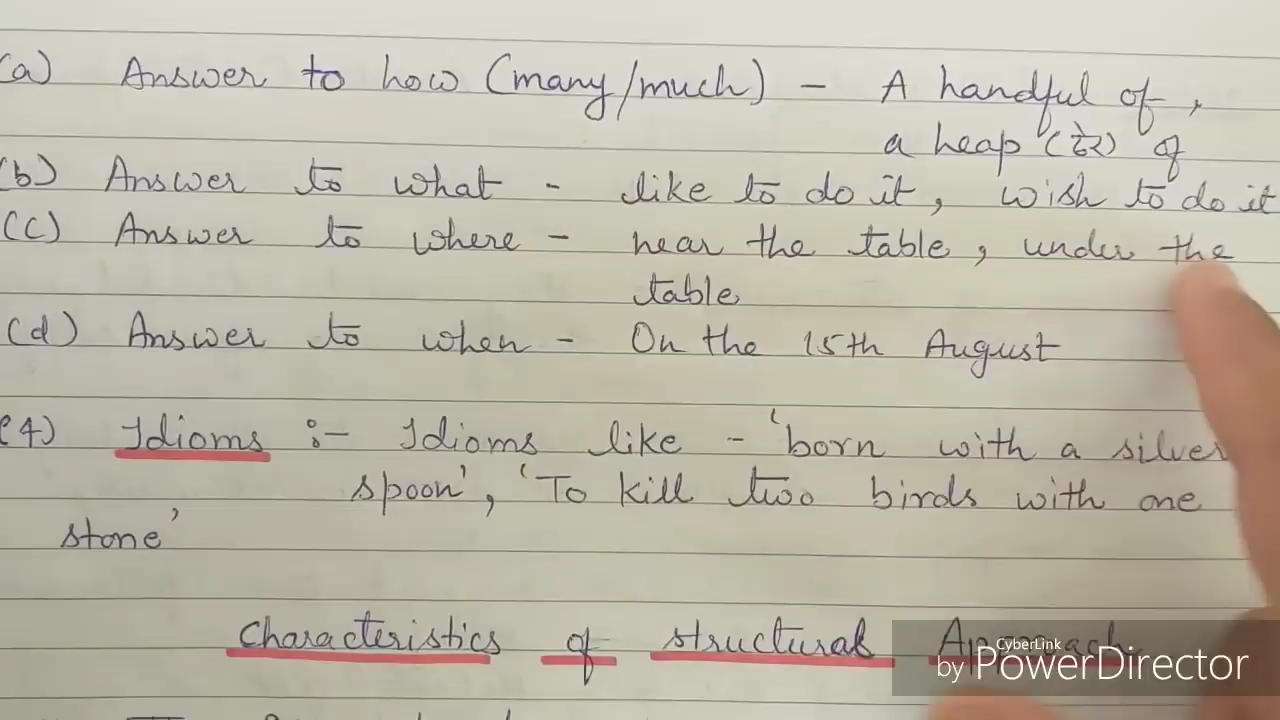 (a) Answer to how (many/much) - A handful of,
a heap (ढेर) of
(b) Answer to what - like to do it, wish to do it
(c) Answer to where - near the table, under the
table
(d) Answer to when - On the 15th August
(4) Idioms :- Idioms like - 'born with a silver
spoon', 'To kill two birds with one
stone'
Characteristics of structural Approach
CyberLink
by PowerDirector